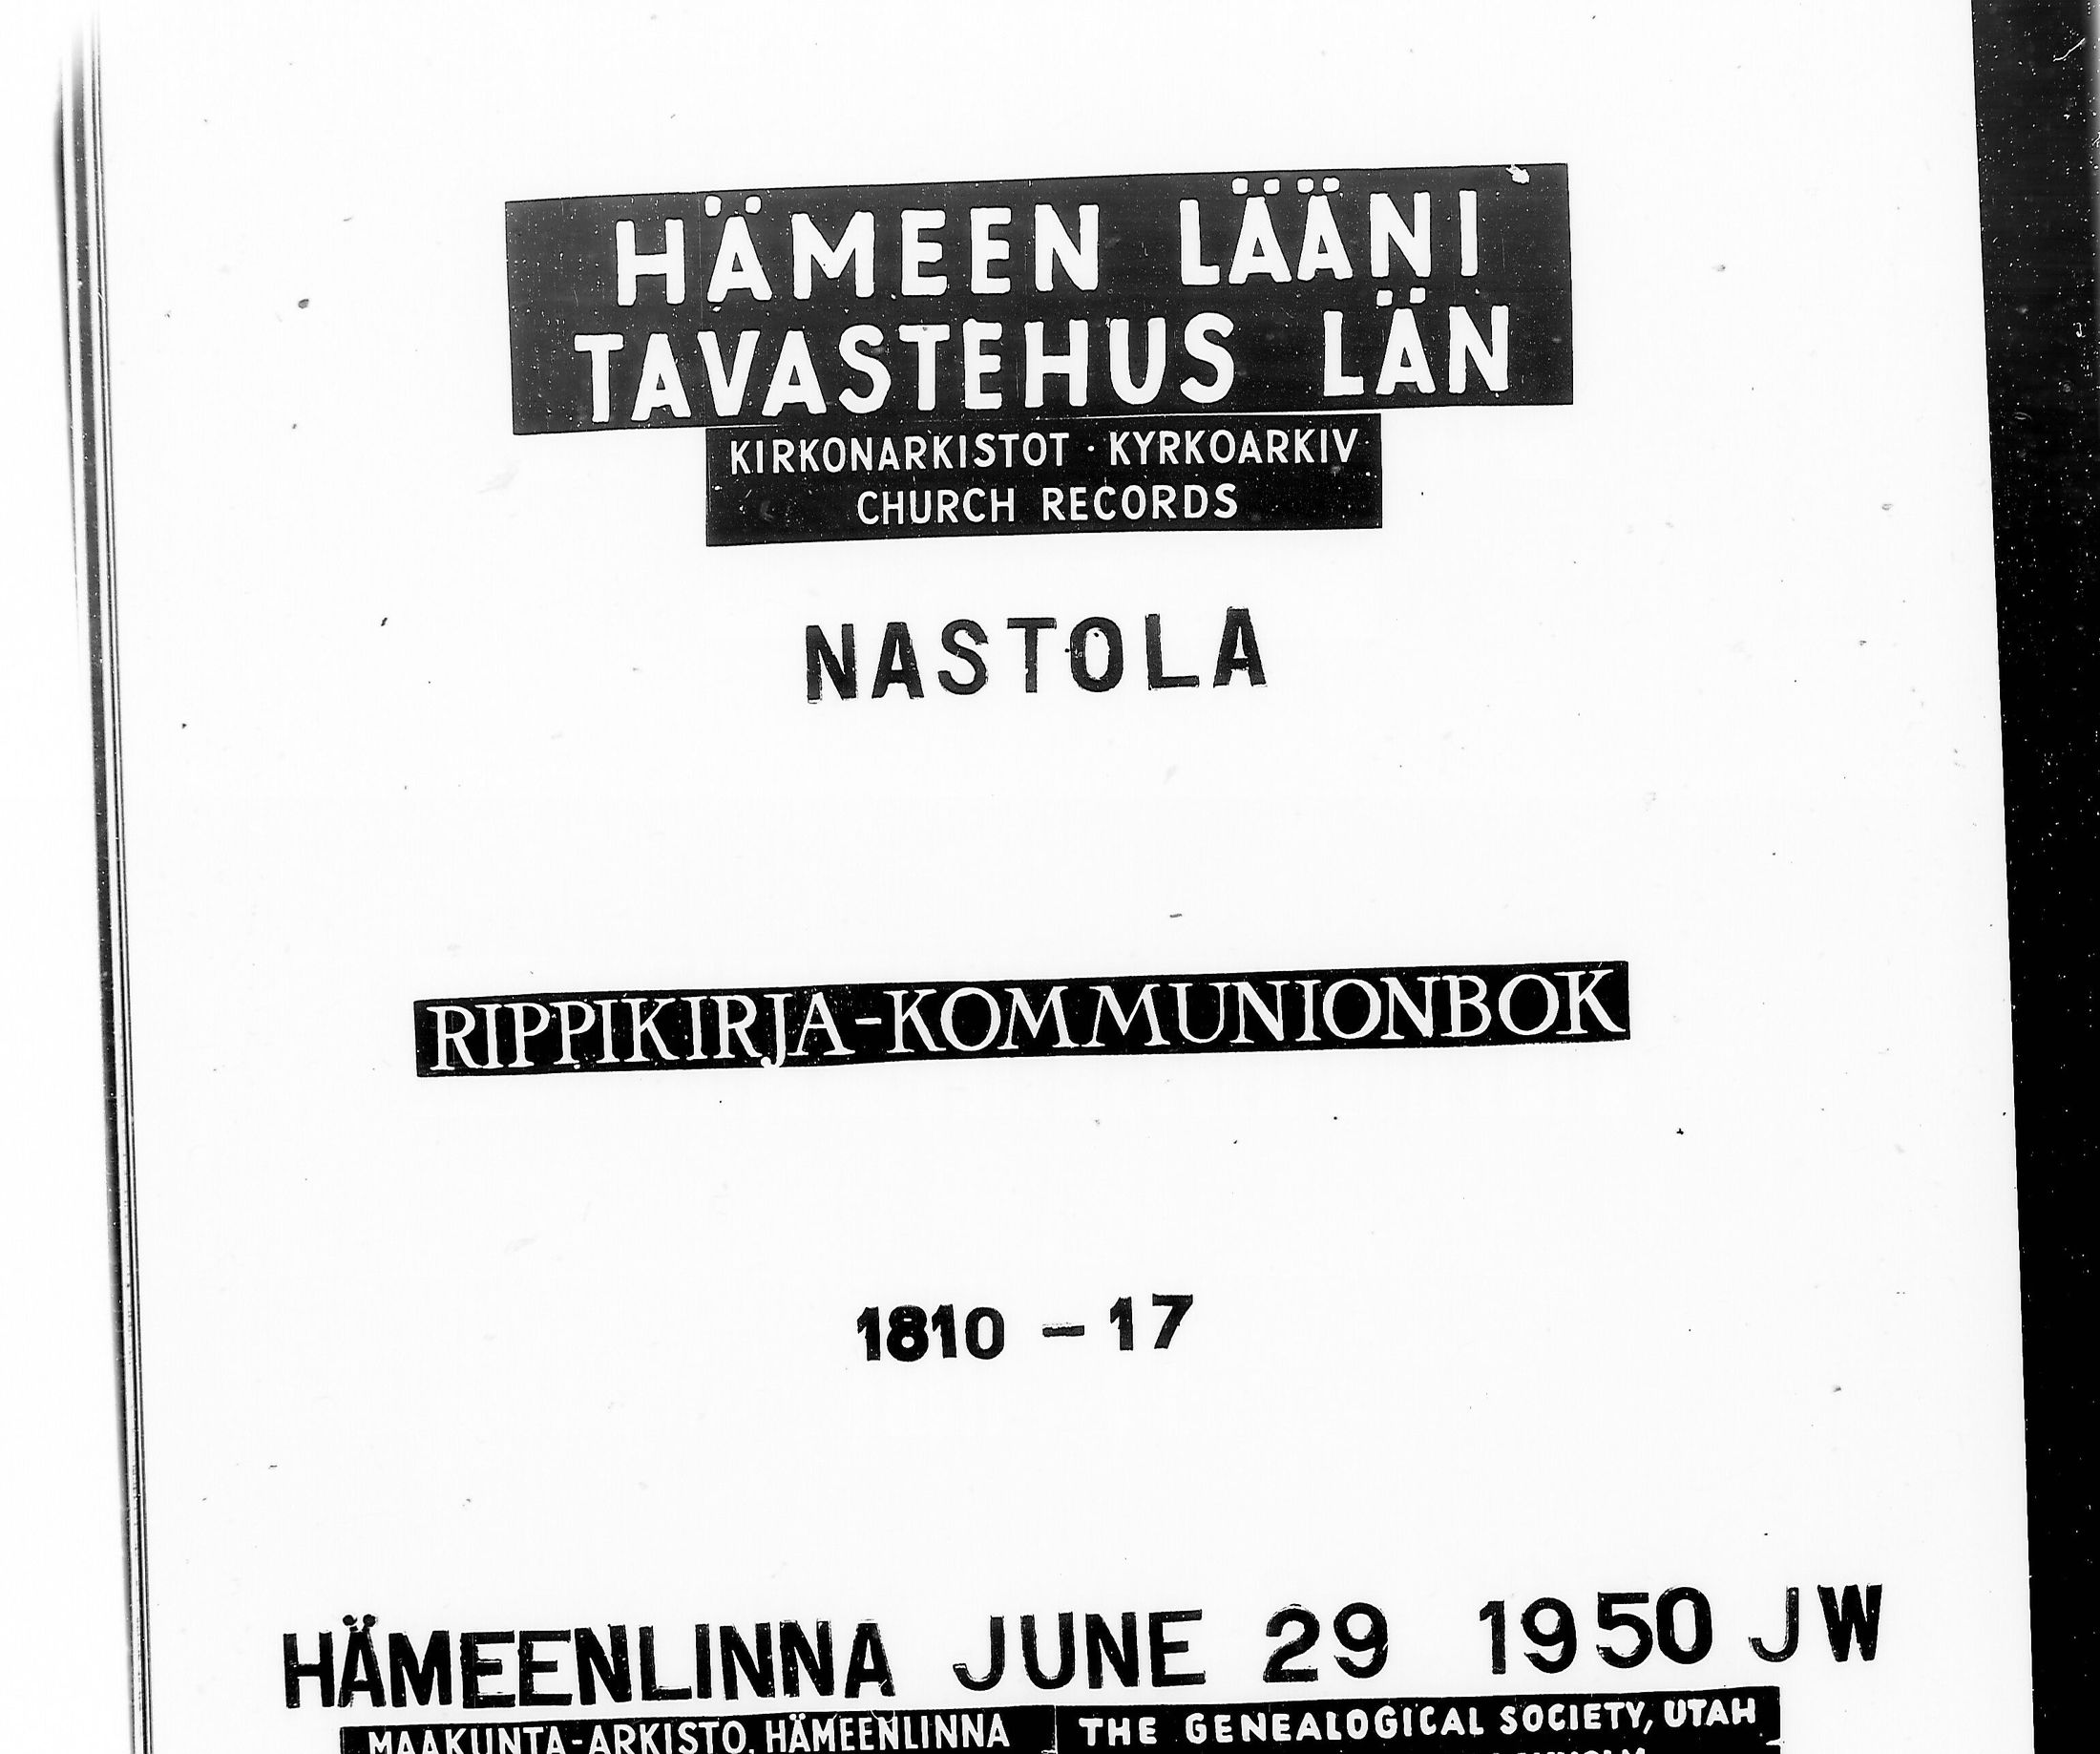 HÄMEEN LÄÄNI
TAVASTEHUS LÄN
KIRKONARKISTOT · KYRKOARKIV
CHURCH RECORDS
NASTOLA
RIPPIKIRJA-KOMMUNIONBOK
1810 - 17
HÄMEENLINNA JUNE 29 1950 JW
MAAKUNTA-ARKISTO, HÄMEENLINNA
THE GENEALOGICAL SOCIETY, UTAH